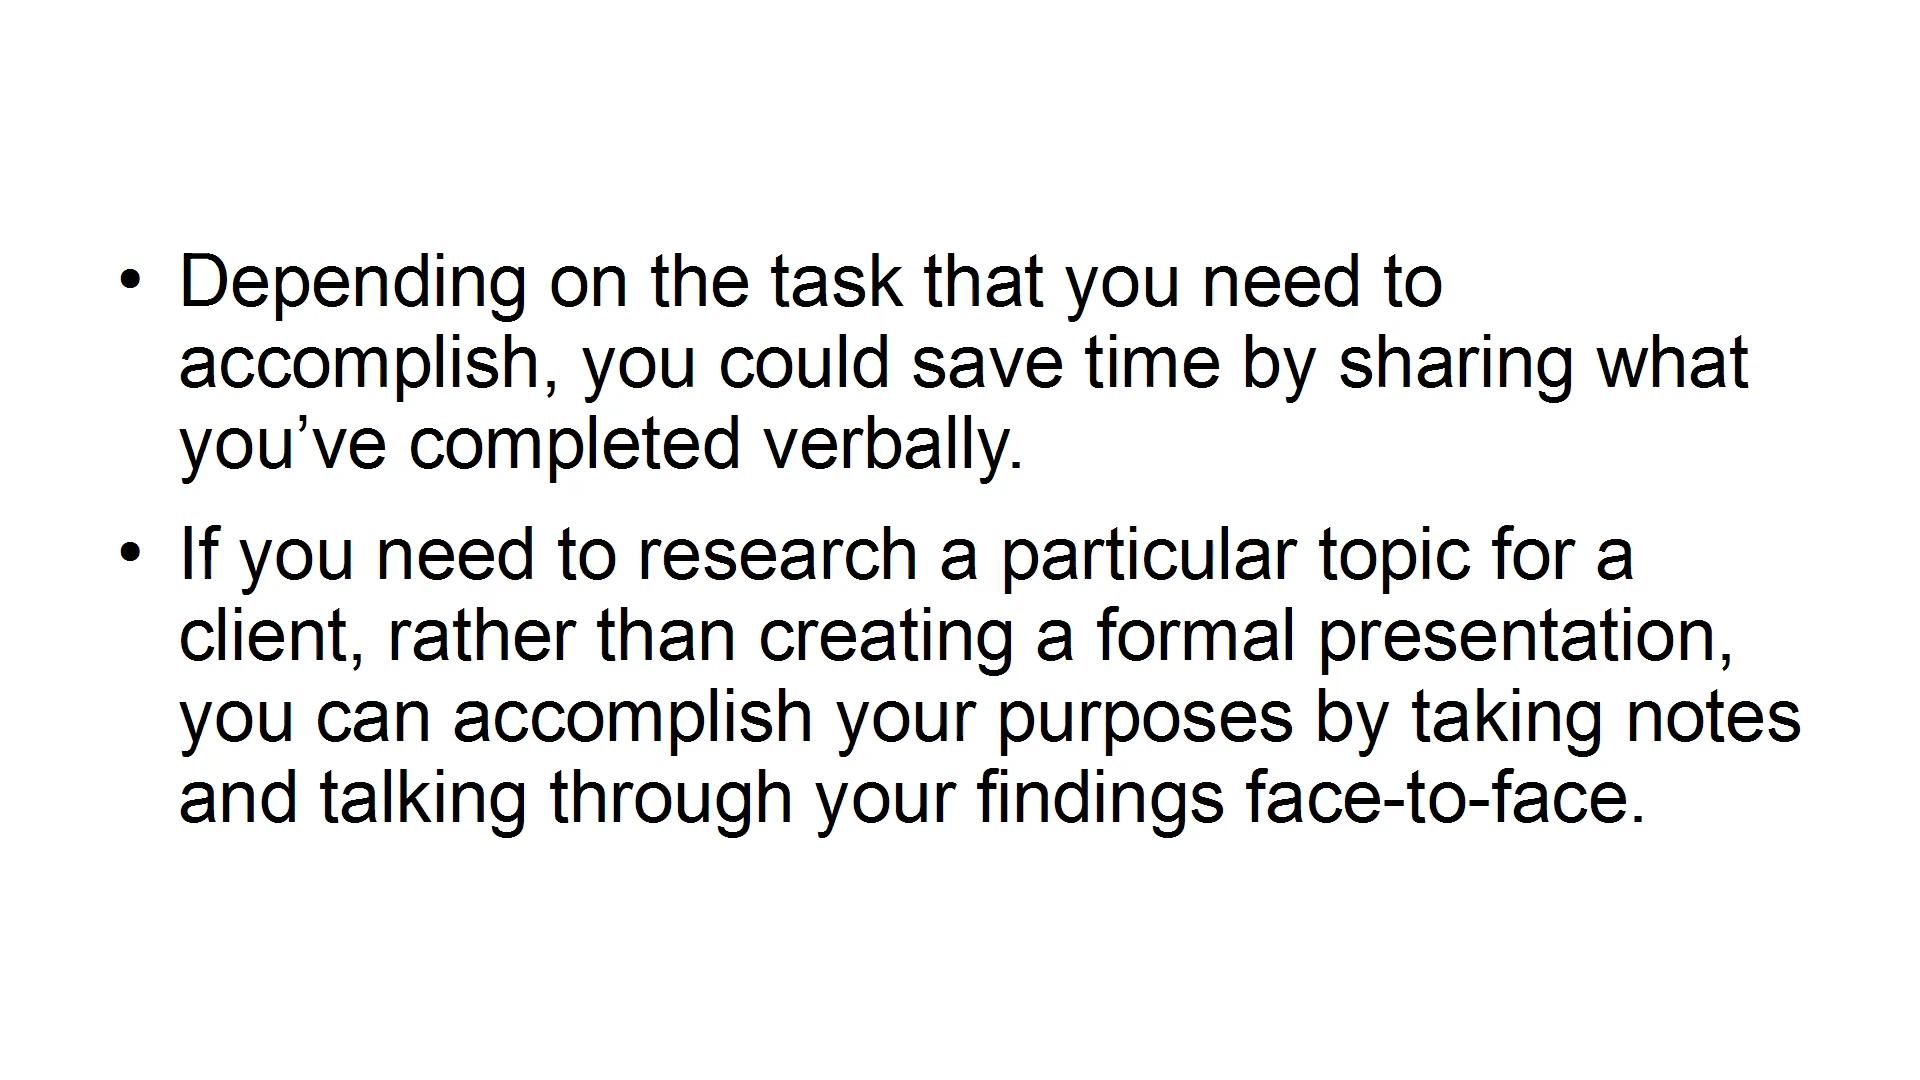 • Depending on the task that you need to
accomplish, you could save time by sharing what
you’ve completed verbally.
• If you need to research a particular topic for a
client, rather than creating a formal presentation,
you can accomplish your purposes by taking notes
and talking through your findings face-to-face.